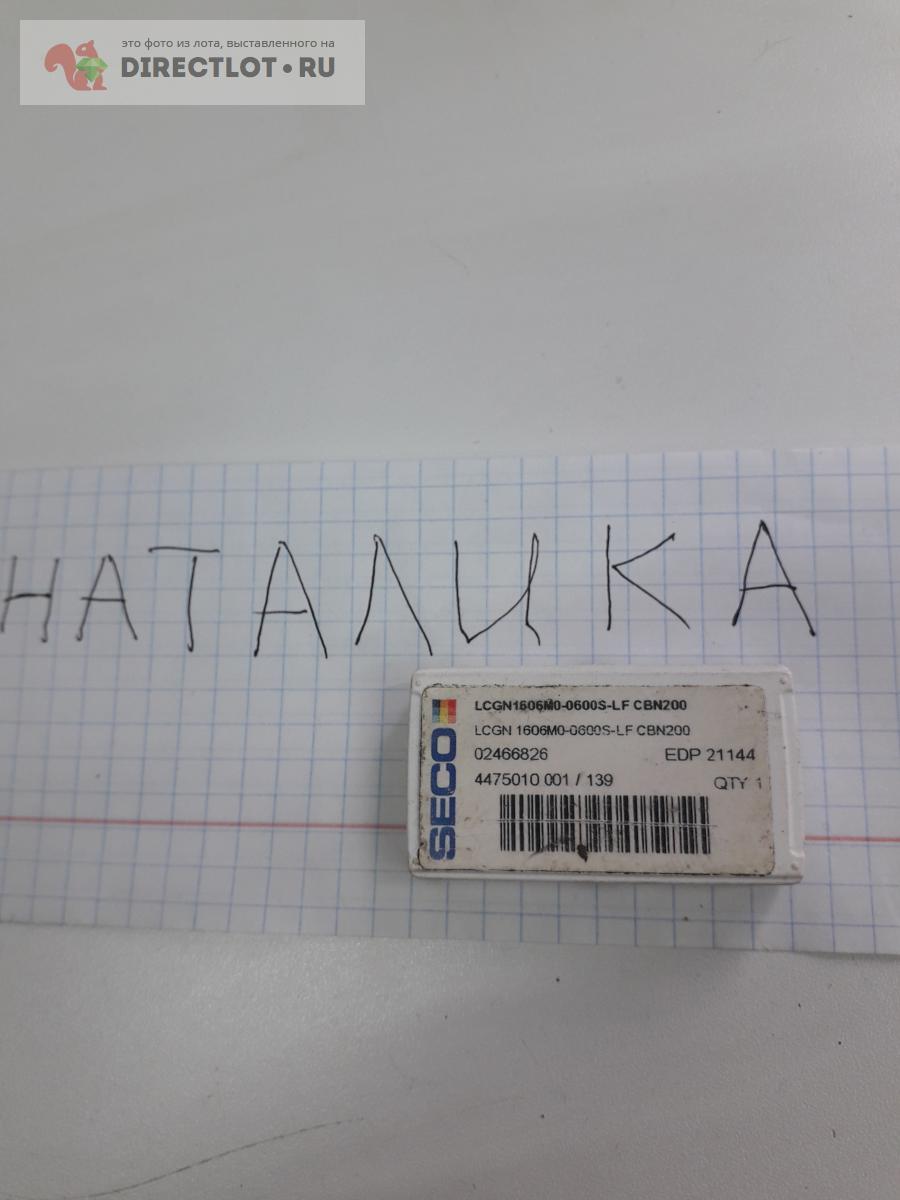 это фото из лота, выставленного на
DIRECTLOT•RU
НАТАЛИКА
SECO
LCGN1606M0-0600S-LF CBN200
LCGN 1606M0-0600S-LF CBN200
02466826 EDP 21144
4475010 001 / 139 QTY 1